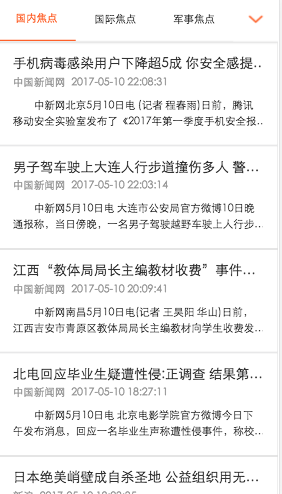 国内焦点 国际焦点 军事焦点
手机病毒感染用户下降超5成 你安全感提...
中国新闻网 2017-05-10 22:08:31
中新网北京5月10日电 (记者 程春雨)日前，腾讯
移动安全实验室发布了《2017年第一季度手机安全报...
男子驾车驶上大连人行步道撞伤多人 警...
中国新闻网 2017-05-10 22:03:14
中新网5月10日电 大连市公安局官方微博10日晚
通报称，当日傍晚，一名男子驾驶越野车驶上人行步...
江西“教体局局长主编教材收费”事件...
中国新闻网 2017-05-10 20:09:41
中新网南昌5月10日电(记者 王昊阳 华山)日前，
江西吉安市青原区教体局局长主编教材向学生收费发...
北电回应毕业生疑遭性侵:正调查 结果第...
中国新闻网 2017-05-10 18:27:11
中新网5月10日电 北京电影学院官方微博今日下
午发布消息，回应一名毕业生声称遭性侵事件，称校...
日本绝美峭壁成自杀圣地 公益组织用无...